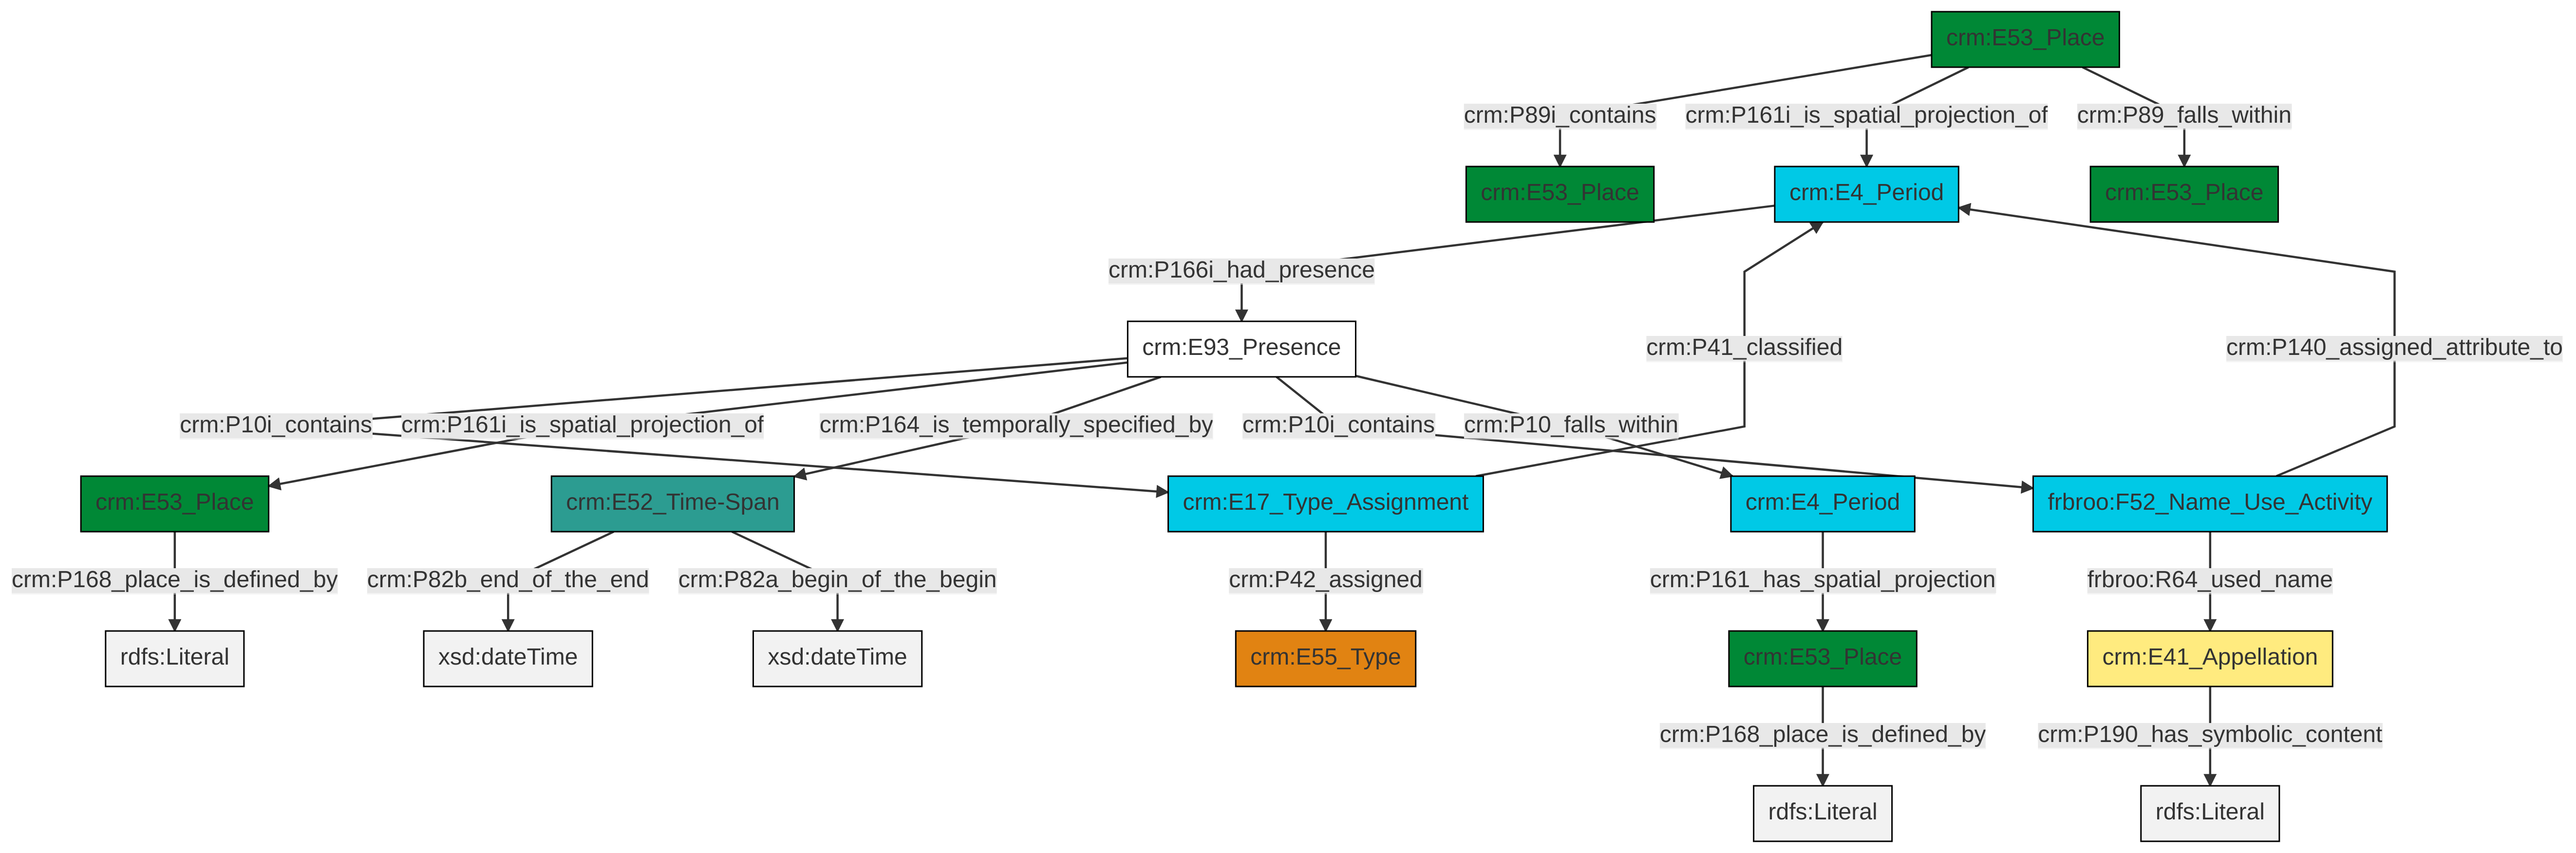 crm:E53_Place
crm:P89i_contains
crm:P161i_is_spatial_projection_of
crm:P89_falls_within
crm:E53_Place
crm:E4_Period
crm:E53_Place
crm:P166i_had_presence
crm:E93_Presence
crm:P41_classified
crm:P140_assigned_attribute_to
crm:P10i_contains
crm:P161i_is_spatial_projection_of
crm:P164_is_temporally_specified_by
crm:P10i_contains
crm:P10_falls_within
crm:E53_Place
crm:E52_Time-Span
crm:E17_Type_Assignment
crm:E4_Period
frbroo:F52_Name_Use_Activity
crm:P168_place_is_defined_by
crm:P82b_end_of_the_end
crm:P82a_begin_of_the_begin
crm:P42_assigned
crm:P161_has_spatial_projection
frbroo:R64_used_name
rdfs:Literal
xsd:dateTime
xsd:dateTime
crm:E55_Type
crm:E53_Place
crm:E41_Appellation
crm:P168_place_is_defined_by
crm:P190_has_symbolic_content
rdfs:Literal
rdfs:Literal